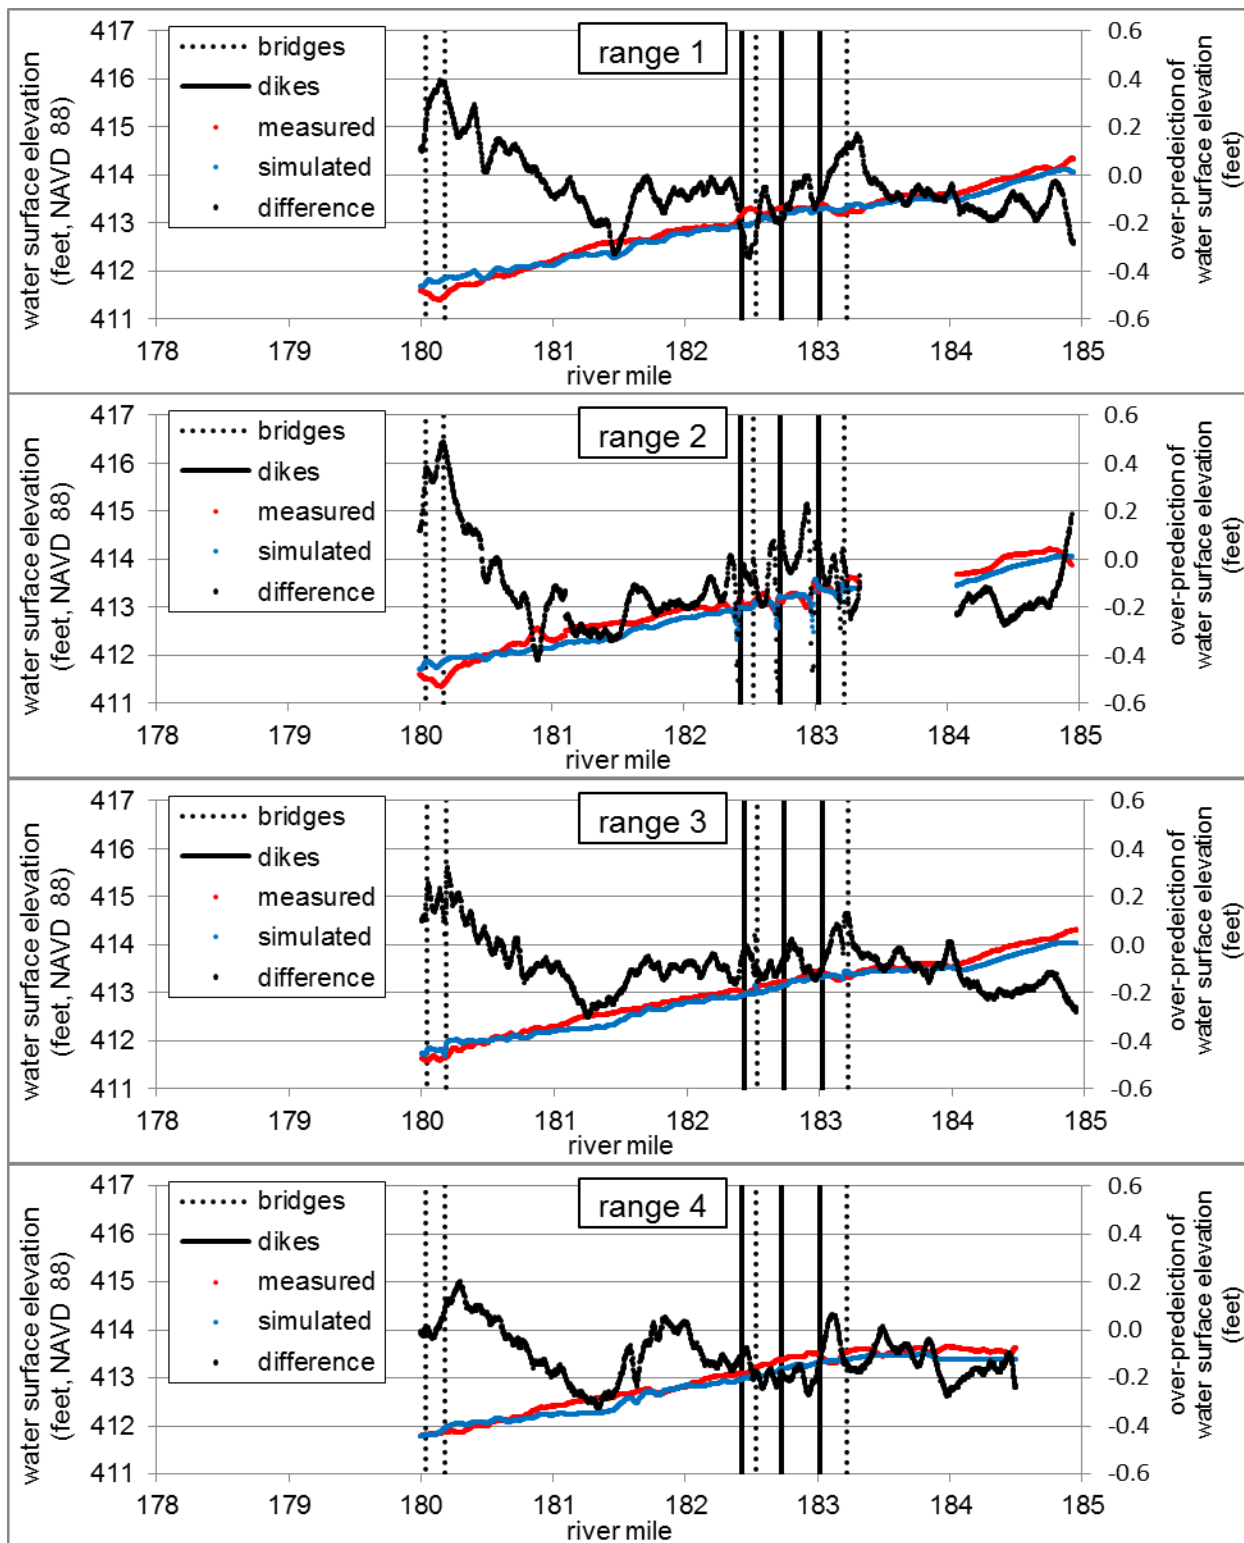 range 1
bridges
dikes
measured
simulated
difference
417
416
415
414
413
412
411
0.6
0.4
0.2
0.0
-0.2
-0.4
-0.6
178
179
180
181
182
183
184
185
river mile
water surface elevation
(feet, NAVD 88)
over-predeiction of
water surface elevation
(feet)
range 2
bridges
dikes
measured
simulated
difference
417
416
415
414
413
412
411
0.6
0.4
0.2
0.0
-0.2
-0.4
-0.6
178
179
180
181
182
183
184
185
river mile
water surface elevation
(feet, NAVD 88)
over-predeiction of
water surface elevation
(feet)
range 3
bridges
dikes
measured
simulated
difference
417
416
415
414
413
412
411
0.6
0.4
0.2
0.0
-0.2
-0.4
-0.6
178
179
180
181
182
183
184
185
river mile
water surface elevation
(feet, NAVD 88)
over-predeiction of
water surface elevation
(feet)
range 4
bridges
dikes
measured
simulated
difference
417
416
415
414
413
412
411
0.6
0.4
0.2
0.0
-0.2
-0.4
-0.6
178
179
180
181
182
183
184
185
river mile
water surface elevation
(feet, NAVD 88)
over-predeiction of
water surface elevation
(feet)